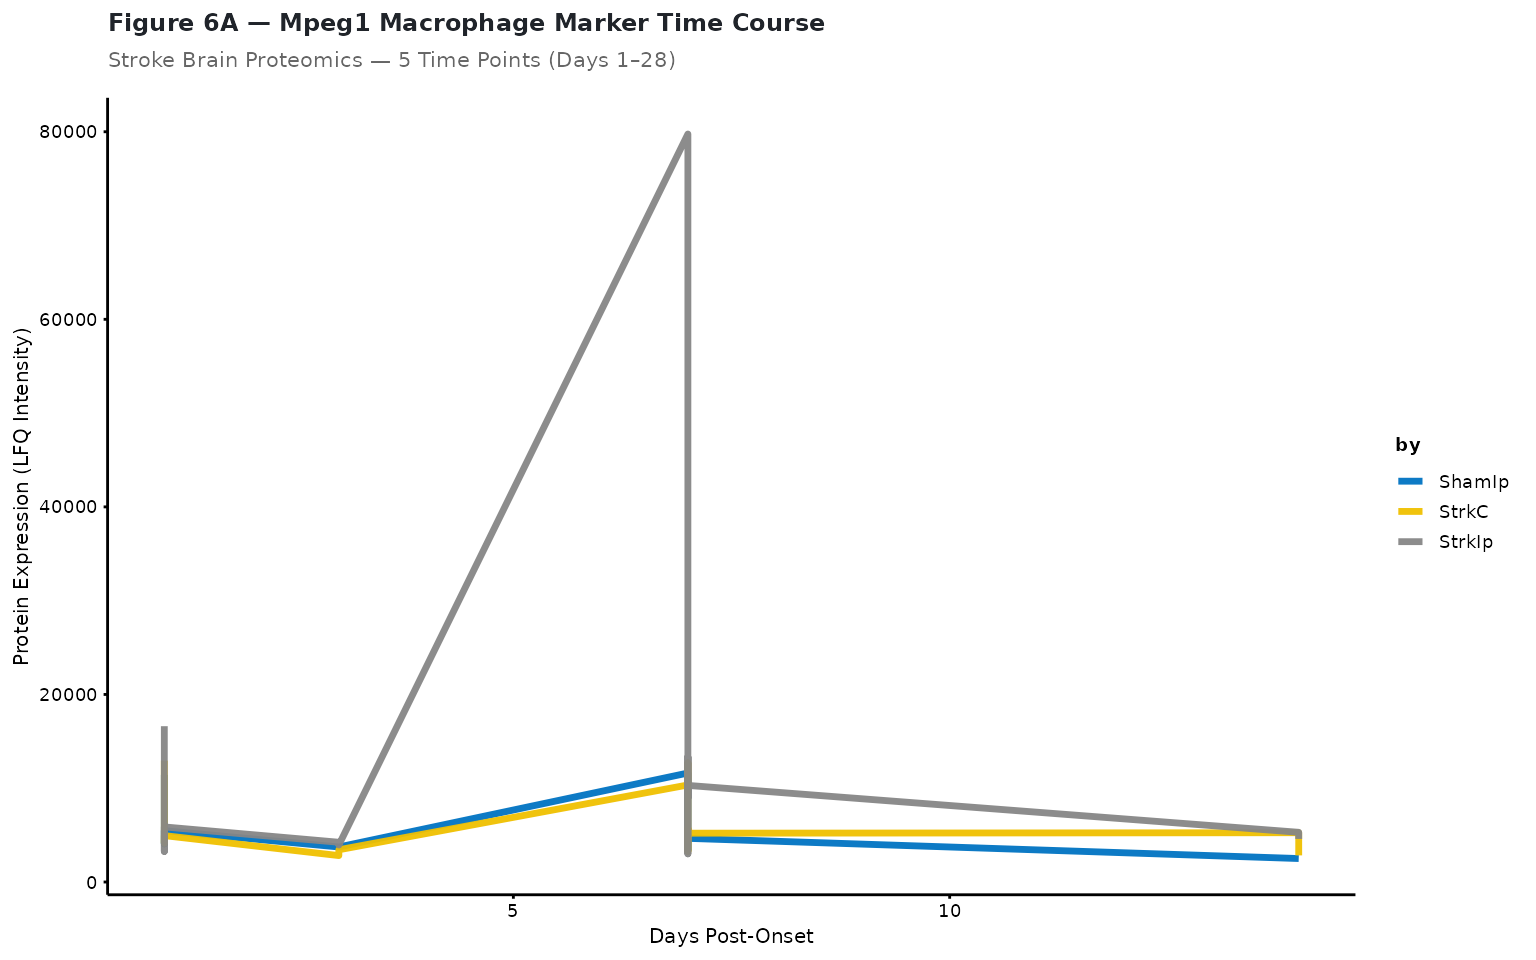 Figure 6A — Mpeg1 Macrophage Marker Time Course
Stroke Brain Proteomics — 5 Time Points (Days 1–28)
Protein Expression (LFQ Intensity)
80000
60000
40000
20000
0
5
10
Days Post-Onset
by
ShamIp
StrkC
StrkIp